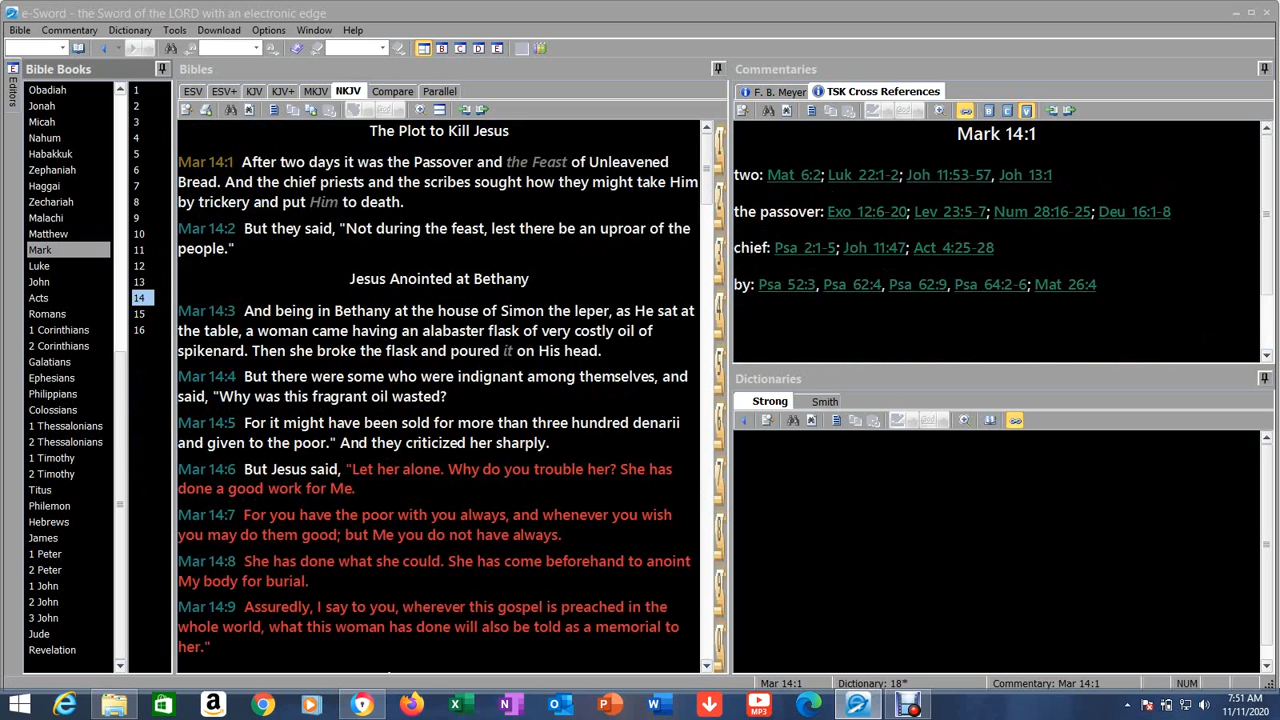 e-Sword - the Sword of the LORD with an electronic edge
Bible Commentary Dictionary Tools Download Options Window Help
B C D E
Editors
Bible Books
Obadiah
Jonah
Micah
Nahum
Habakkuk
Zephaniah
Haggai
Zechariah
Malachi
Matthew
Mark
Luke
John
Acts
Romans
1 Corinthians
2 Corinthians
Galatians
Ephesians
Philippians
Colossians
1 Thessalonians
2 Thessalonians
1 Timothy
2 Timothy
Titus
Philemon
Hebrews
James
1 Peter
2 Peter
1 John
2 John
3 John
Jude
Revelation
1
2
3
4
5
6
7
8
9
10
11
12
13
14
15
16
Bibles
ESV ESV+ KJV KJV+ MKJV NKJV Compare Parallel
The Plot to Kill Jesus
Mar 14:1 After two days it was the Passover and the Feast of Unleavened
Bread. And the chief priests and the scribes sought how they might take Him
by trickery and put Him to death.
Mar 14:2 But they said, "Not during the feast, lest there be an uproar of the
people."
Jesus Anointed at Bethany
Mar 14:3 And being in Bethany at the house of Simon the leper, as He sat at
the table, a woman came having an alabaster flask of very costly oil of
spikenard. Then she broke the flask and poured it on His head.
Mar 14:4 But there were some who were indignant among themselves, and
said, "Why was this fragrant oil wasted?
Mar 14:5 For it might have been sold for more than three hundred denarii
and given to the poor." And they criticized her sharply.
Mar 14:6 But Jesus said, "Let her alone. Why do you trouble her? She has
done a good work for Me.
Mar 14:7 For you have the poor with you always, and whenever you wish
you may do them good; but Me you do not have always.
Mar 14:8 She has done what she could. She has come beforehand to anoint
My body for burial.
Mar 14:9 Assuredly, I say to you, wherever this gospel is preached in the
whole world, what this woman has done will also be told as a memorial to
her."
Commentaries
F. B. Meyer TSK Cross References
B C V
Mark 14:1
two: Mat 6:2; Luk 22:1-2; Joh 11:53-57, Joh 13:1
the passover: Exo 12:6-20; Lev 23:5-7; Num 28:16-25; Deu 16:1-8
chief: Psa 2:1-5; Joh 11:47; Act 4:25-28
by: Psa 52:3, Psa 62:4, Psa 62:9, Psa 64:2-6; Mat 26:4
Dictionaries
Strong Smith
Mar 14:1 Dictionary: 18* Commentary: Mar 14:1 NUM
MP3
7:51 AM
11/11/2020